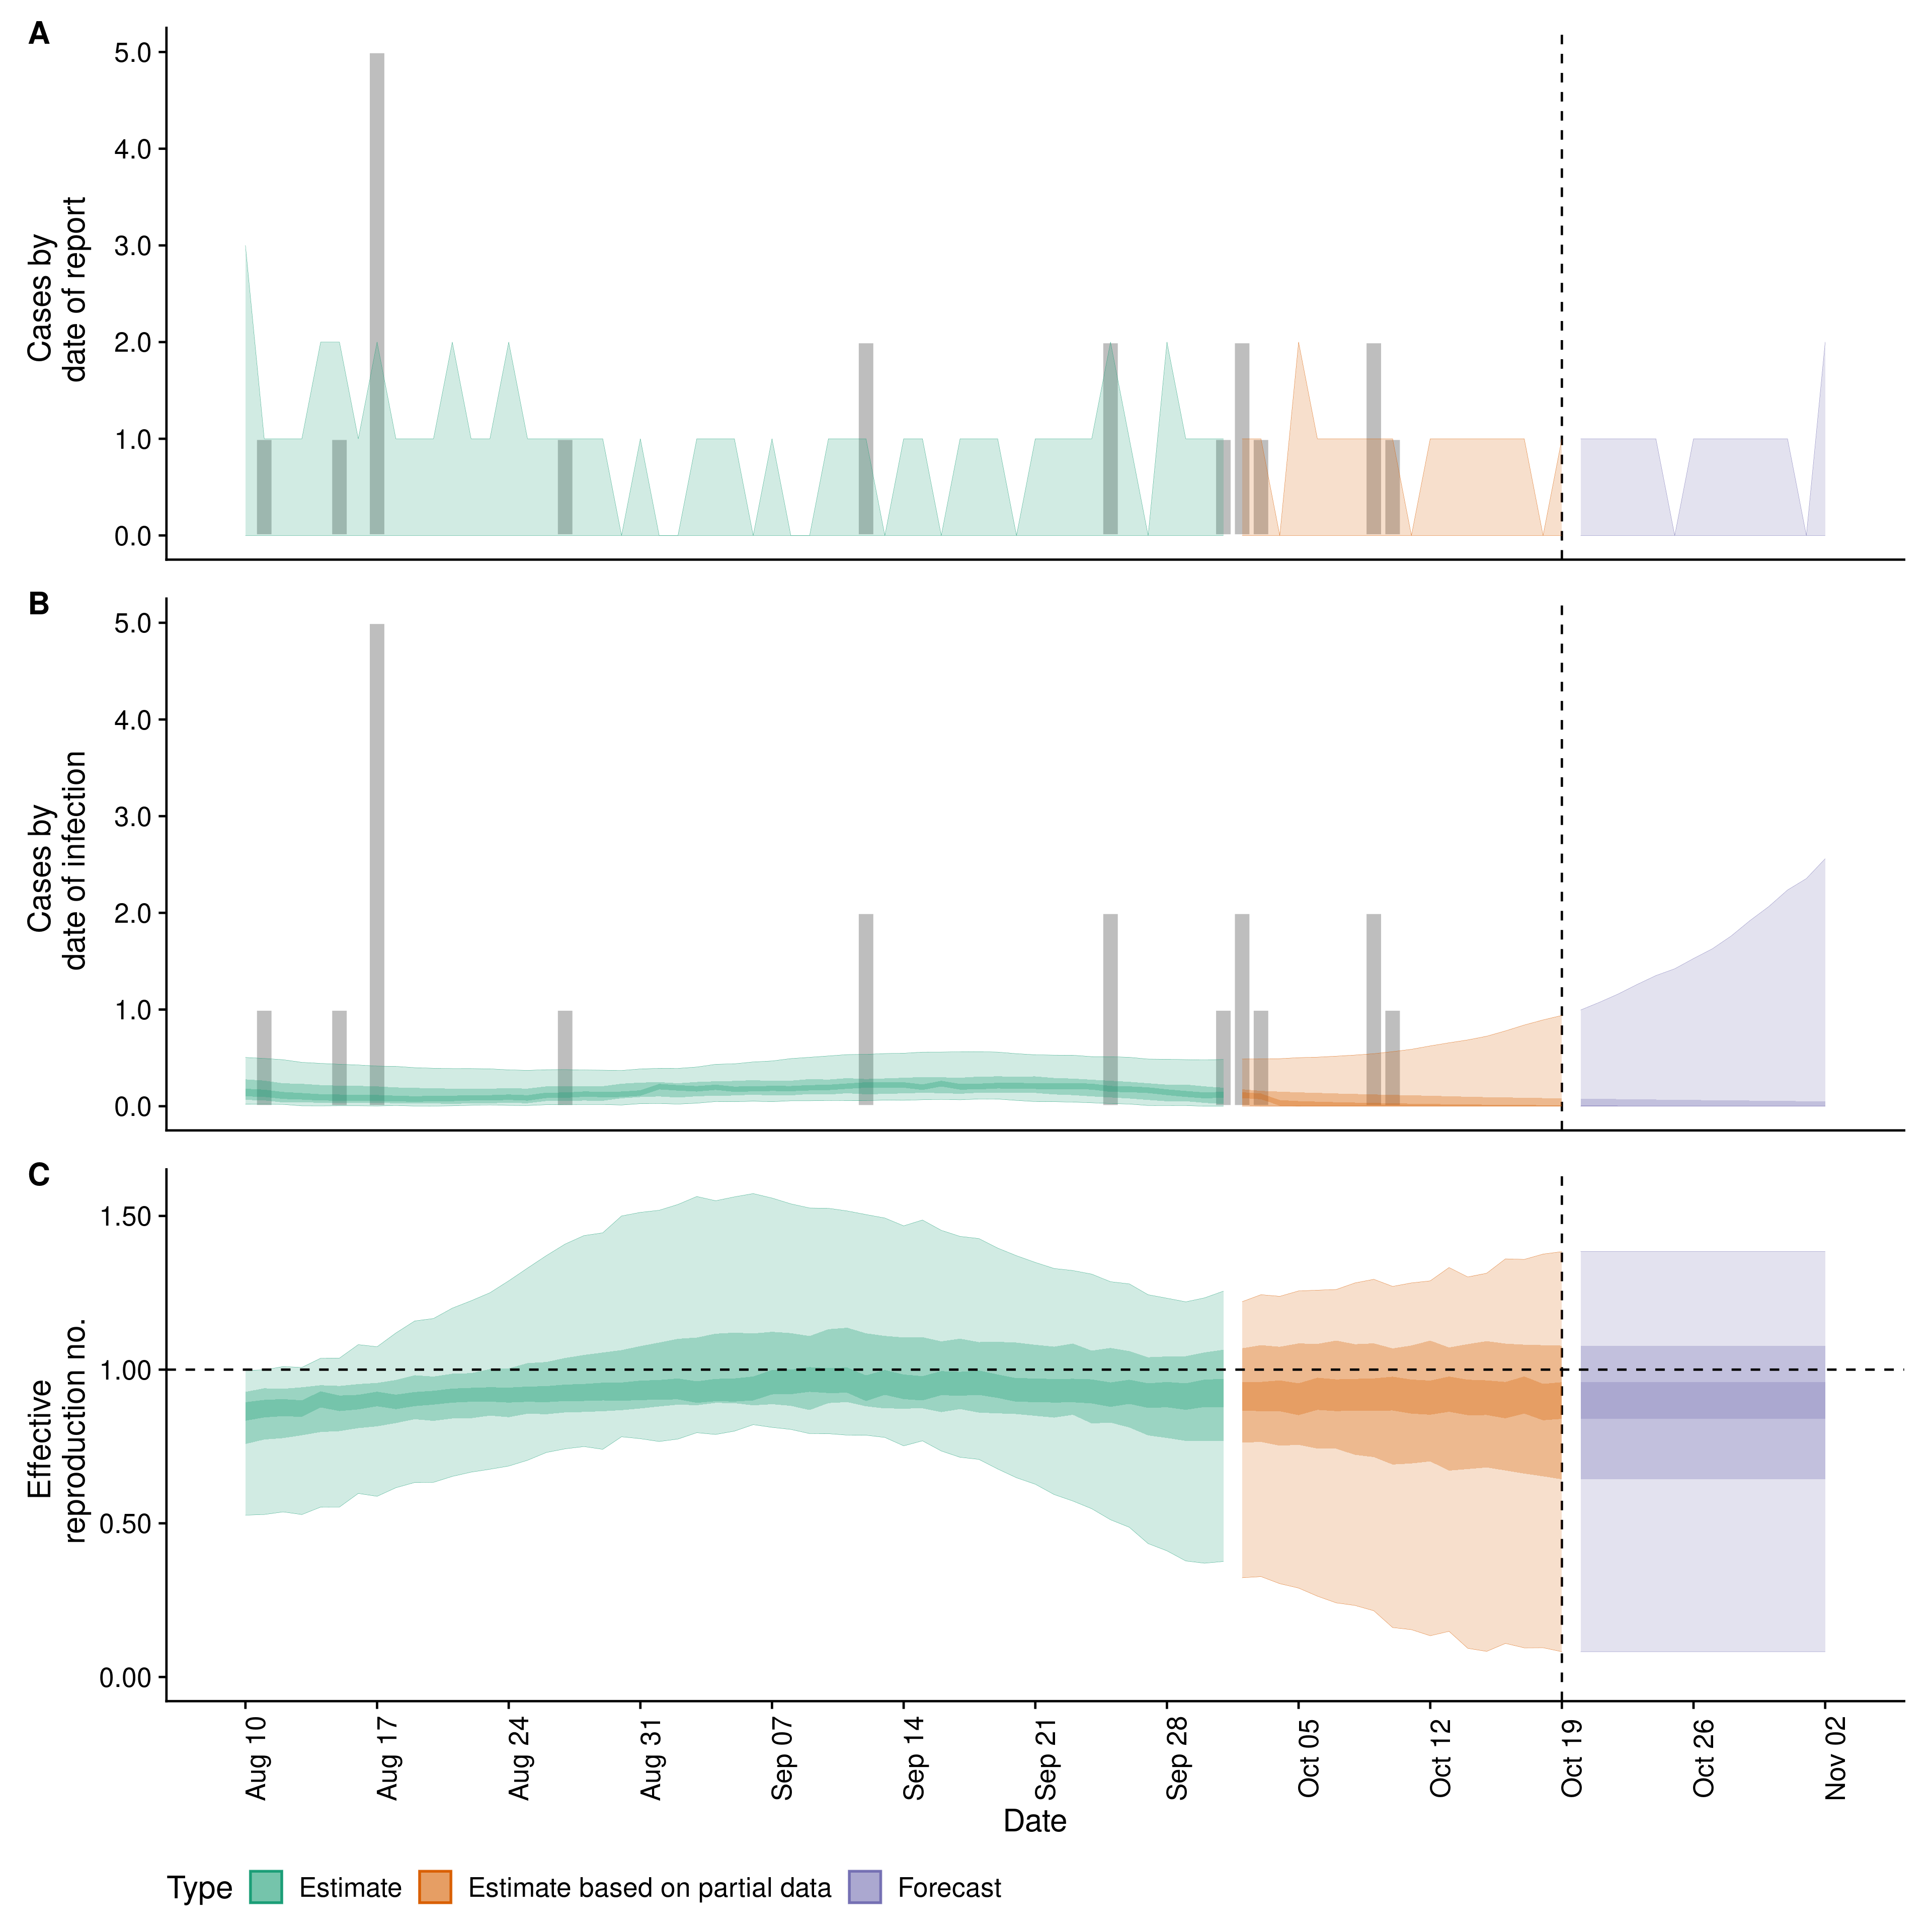 A
5.0
4.0
3.0
2.0
1.0
0.0
Cases by
date of report
B
5.0
4.0
3.0
2.0
1.0
0.0
Cases by
date of infection
C
1.50
1.00
0.50
0.00
Effective
reproduction no.
Aug 10
Aug 17
Aug 24
Aug 31
Sep 07
Sep 14
Sep 21
Sep 28
Oct 05
Oct 12
Oct 19
Oct 26
Nov 02
Date
Type Estimate Estimate based on partial data Forecast